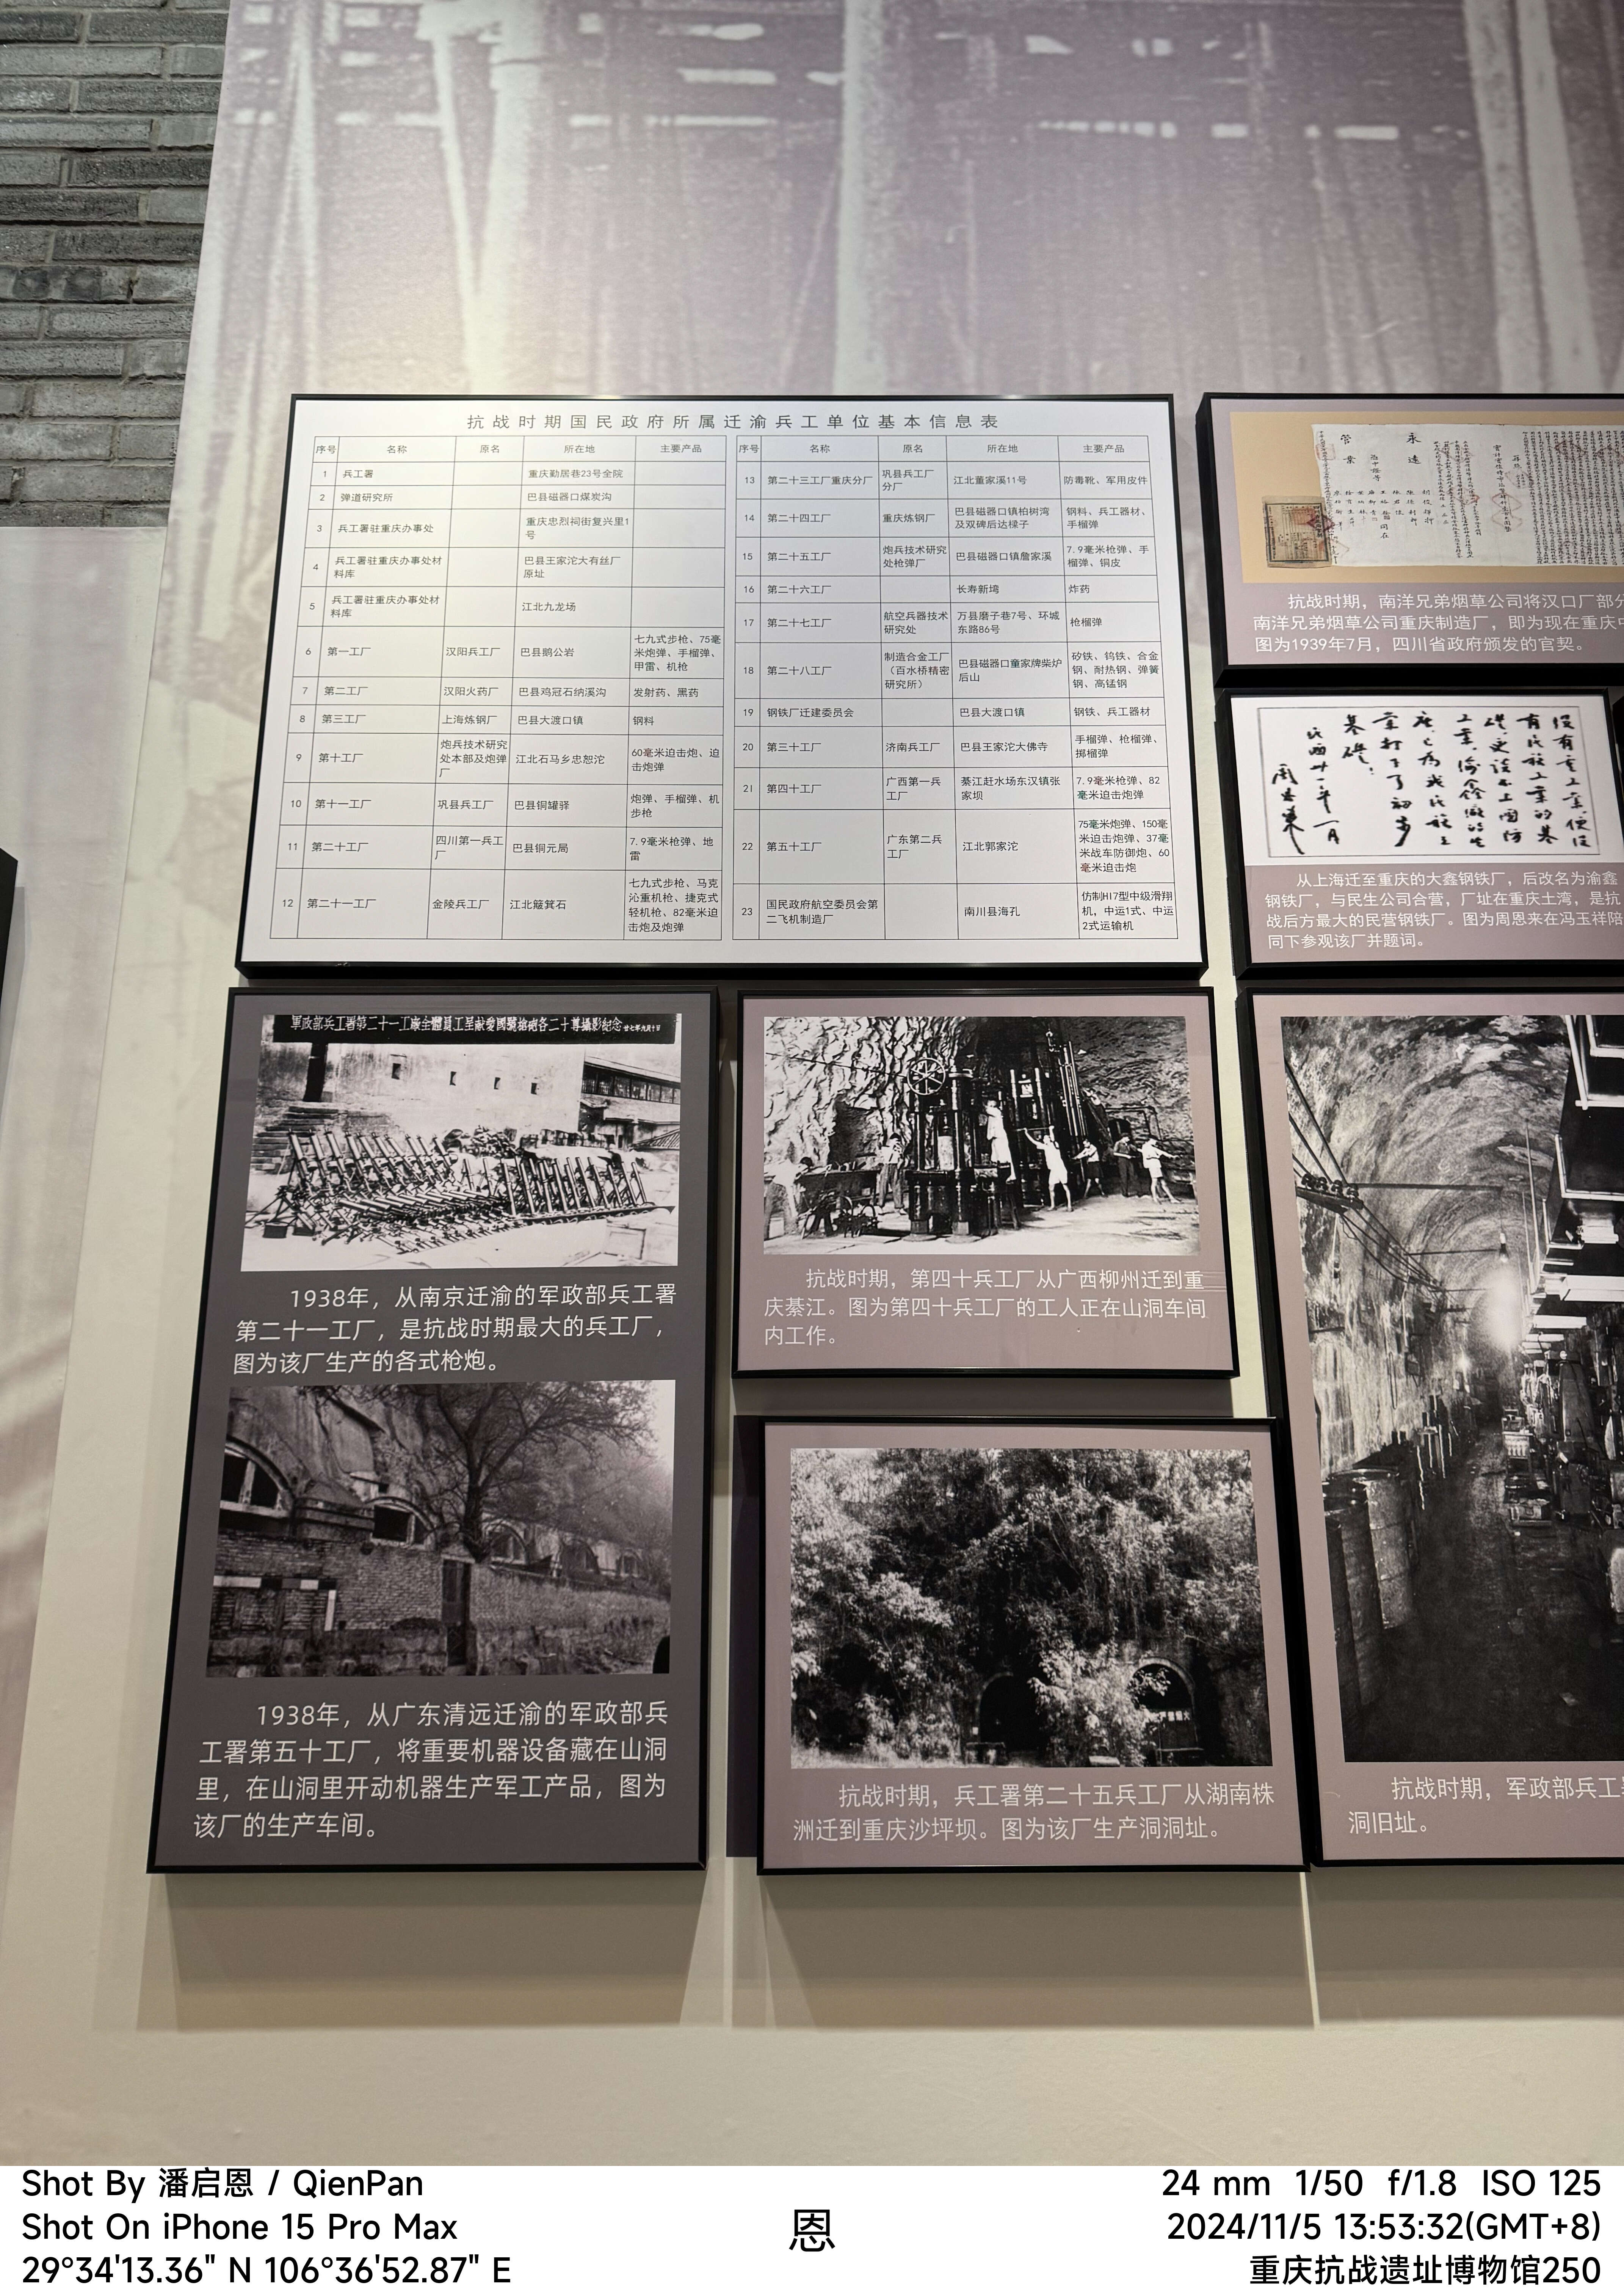 抗战时期国民政府所属迁渝兵工单位基本信息表
序号 名称 原名 所在地 主要产品
1 兵工署 重庆勤居巷23号全院
2 弹道研究所 巴县磁器口煤炭沟
3 兵工署驻重庆办事处 重庆忠烈祠街复兴里1
号
4 兵工署驻重庆办事处材
料库 巴县王家沱大有丝厂
原址
5 兵工署驻重庆办事处材
料库 江北九龙场
6 第一工厂 汉阳兵工厂 巴县鹅公岩 七九式步枪、75毫
米炮弹、手榴弹、
甲雷、机枪
7 第二工厂 汉阳火药厂 巴县鸡冠石纳溪沟 发射药、黑药
8 第三工厂 上海炼钢厂 巴县大渡口镇 钢料
9 第十工厂 炮兵技术研究
处本部及炮弹
厂 江北石马乡忠恕沱 60毫米迫击炮、迫
击炮弹
10 第十一工厂 巩县兵工厂 巴县铜罐驿 炮弹、手榴弹、机
步枪
11 第二十工厂 四川第一兵工
厂 巴县铜元局 7.9毫米枪弹、地
雷
12 第二十一工厂 金陵兵工厂 江北簸箕石 七九式步枪、马克
沁重机枪、捷克式
轻机枪、82毫米迫
击炮及炮弹
序号 名称 原名 所在地 主要产品
13 第二十三工厂重庆分厂 巩县兵工厂
分厂 江北董家溪11号 防毒靴、军用皮件
14 第二十四工厂 重庆炼钢厂 巴县磁器口镇柏树湾
及双碑后达樑子 钢料、兵工器材、
手榴弹
15 第二十五工厂 炮兵技术研究
处枪弹厂 巴县磁器口镇詹家溪 7.9毫米枪弹、手
榴弹、铜皮
16 第二十六工厂 长寿新塆 炸药
17 第二十七工厂 航空兵器技术
研究处 万县磨子巷7号、环城
东路86号 枪榴弹
18 第二十八工厂 制造合金工厂
（百水桥精密
研究所） 巴县磁器口童家牌柴炉
后山 矽铁、钨铁、合金
钢、耐热钢、弹簧
钢、高锰钢
19 钢铁厂迁建委员会 巴县大渡口镇 钢铁、兵工器材
20 第三十工厂 济南兵工厂 巴县王家沱大佛寺 手榴弹、枪榴弹、
掷榴弹
21 第四十工厂 广西第一兵
工厂 綦江赶水场东汉镇张
家坝 7.9毫米枪弹、82
毫米迫击炮弹
22 第五十工厂 广东第二兵
工厂 江北郭家沱 75毫米炮弹、150毫
米迫击炮弹、37毫
米战车防御炮、60
毫米迫击炮
23 国民政府航空委员会第
二飞机制造厂 南川县海孔 仿制H17型中级滑翔
机，中运1式、中运
2式运输机
永远
管业
抗战时期，南洋兄弟烟草公司将汉口厂部分
南洋兄弟烟草公司重庆制造厂，即为现在重庆中
图为1939年7月，四川省政府颁发的官契。
没有重工业，便没
有民族工业的基
础，更谈不上国防
工业，渝鑫厂的生
产已为我民族工
业打下了初步
基础。
民国卅一年一月
周恩来
从上海迁至重庆的大鑫钢铁厂，后改名为渝鑫
钢铁厂，与民生公司合营，厂址在重庆土湾，是抗
战后方最大的民营钢铁厂。图为周恩来在冯玉祥陪
同下参观该厂并题词。
1938年，从南京迁渝的军政部兵工署
第二十一工厂，是抗战时期最大的兵工厂，
图为该厂生产的各式枪炮。
抗战时期，第四十兵工厂从广西柳州迁到重
庆綦江。图为第四十兵工厂的工人正在山洞车间
内工作。
1938年，从广东清远迁渝的军政部兵
工署第五十工厂，将重要机器设备藏在山洞
里，在山洞里开动机器生产军工产品，图为
该厂的生产车间。
抗战时期，兵工署第二十五兵工厂从湖南株
洲迁到重庆沙坪坝。图为该厂生产洞洞址。
抗战时期，军政部兵工署
洞旧址。
Shot By 潘启恩 / QienPan
Shot On iPhone 15 Pro Max
29°34'13.36" N 106°36'52.87" E
恩
24 mm 1/50 f/1.8 ISO 125
2024/11/5 13:53:32(GMT+8)
重庆抗战遗址博物馆250